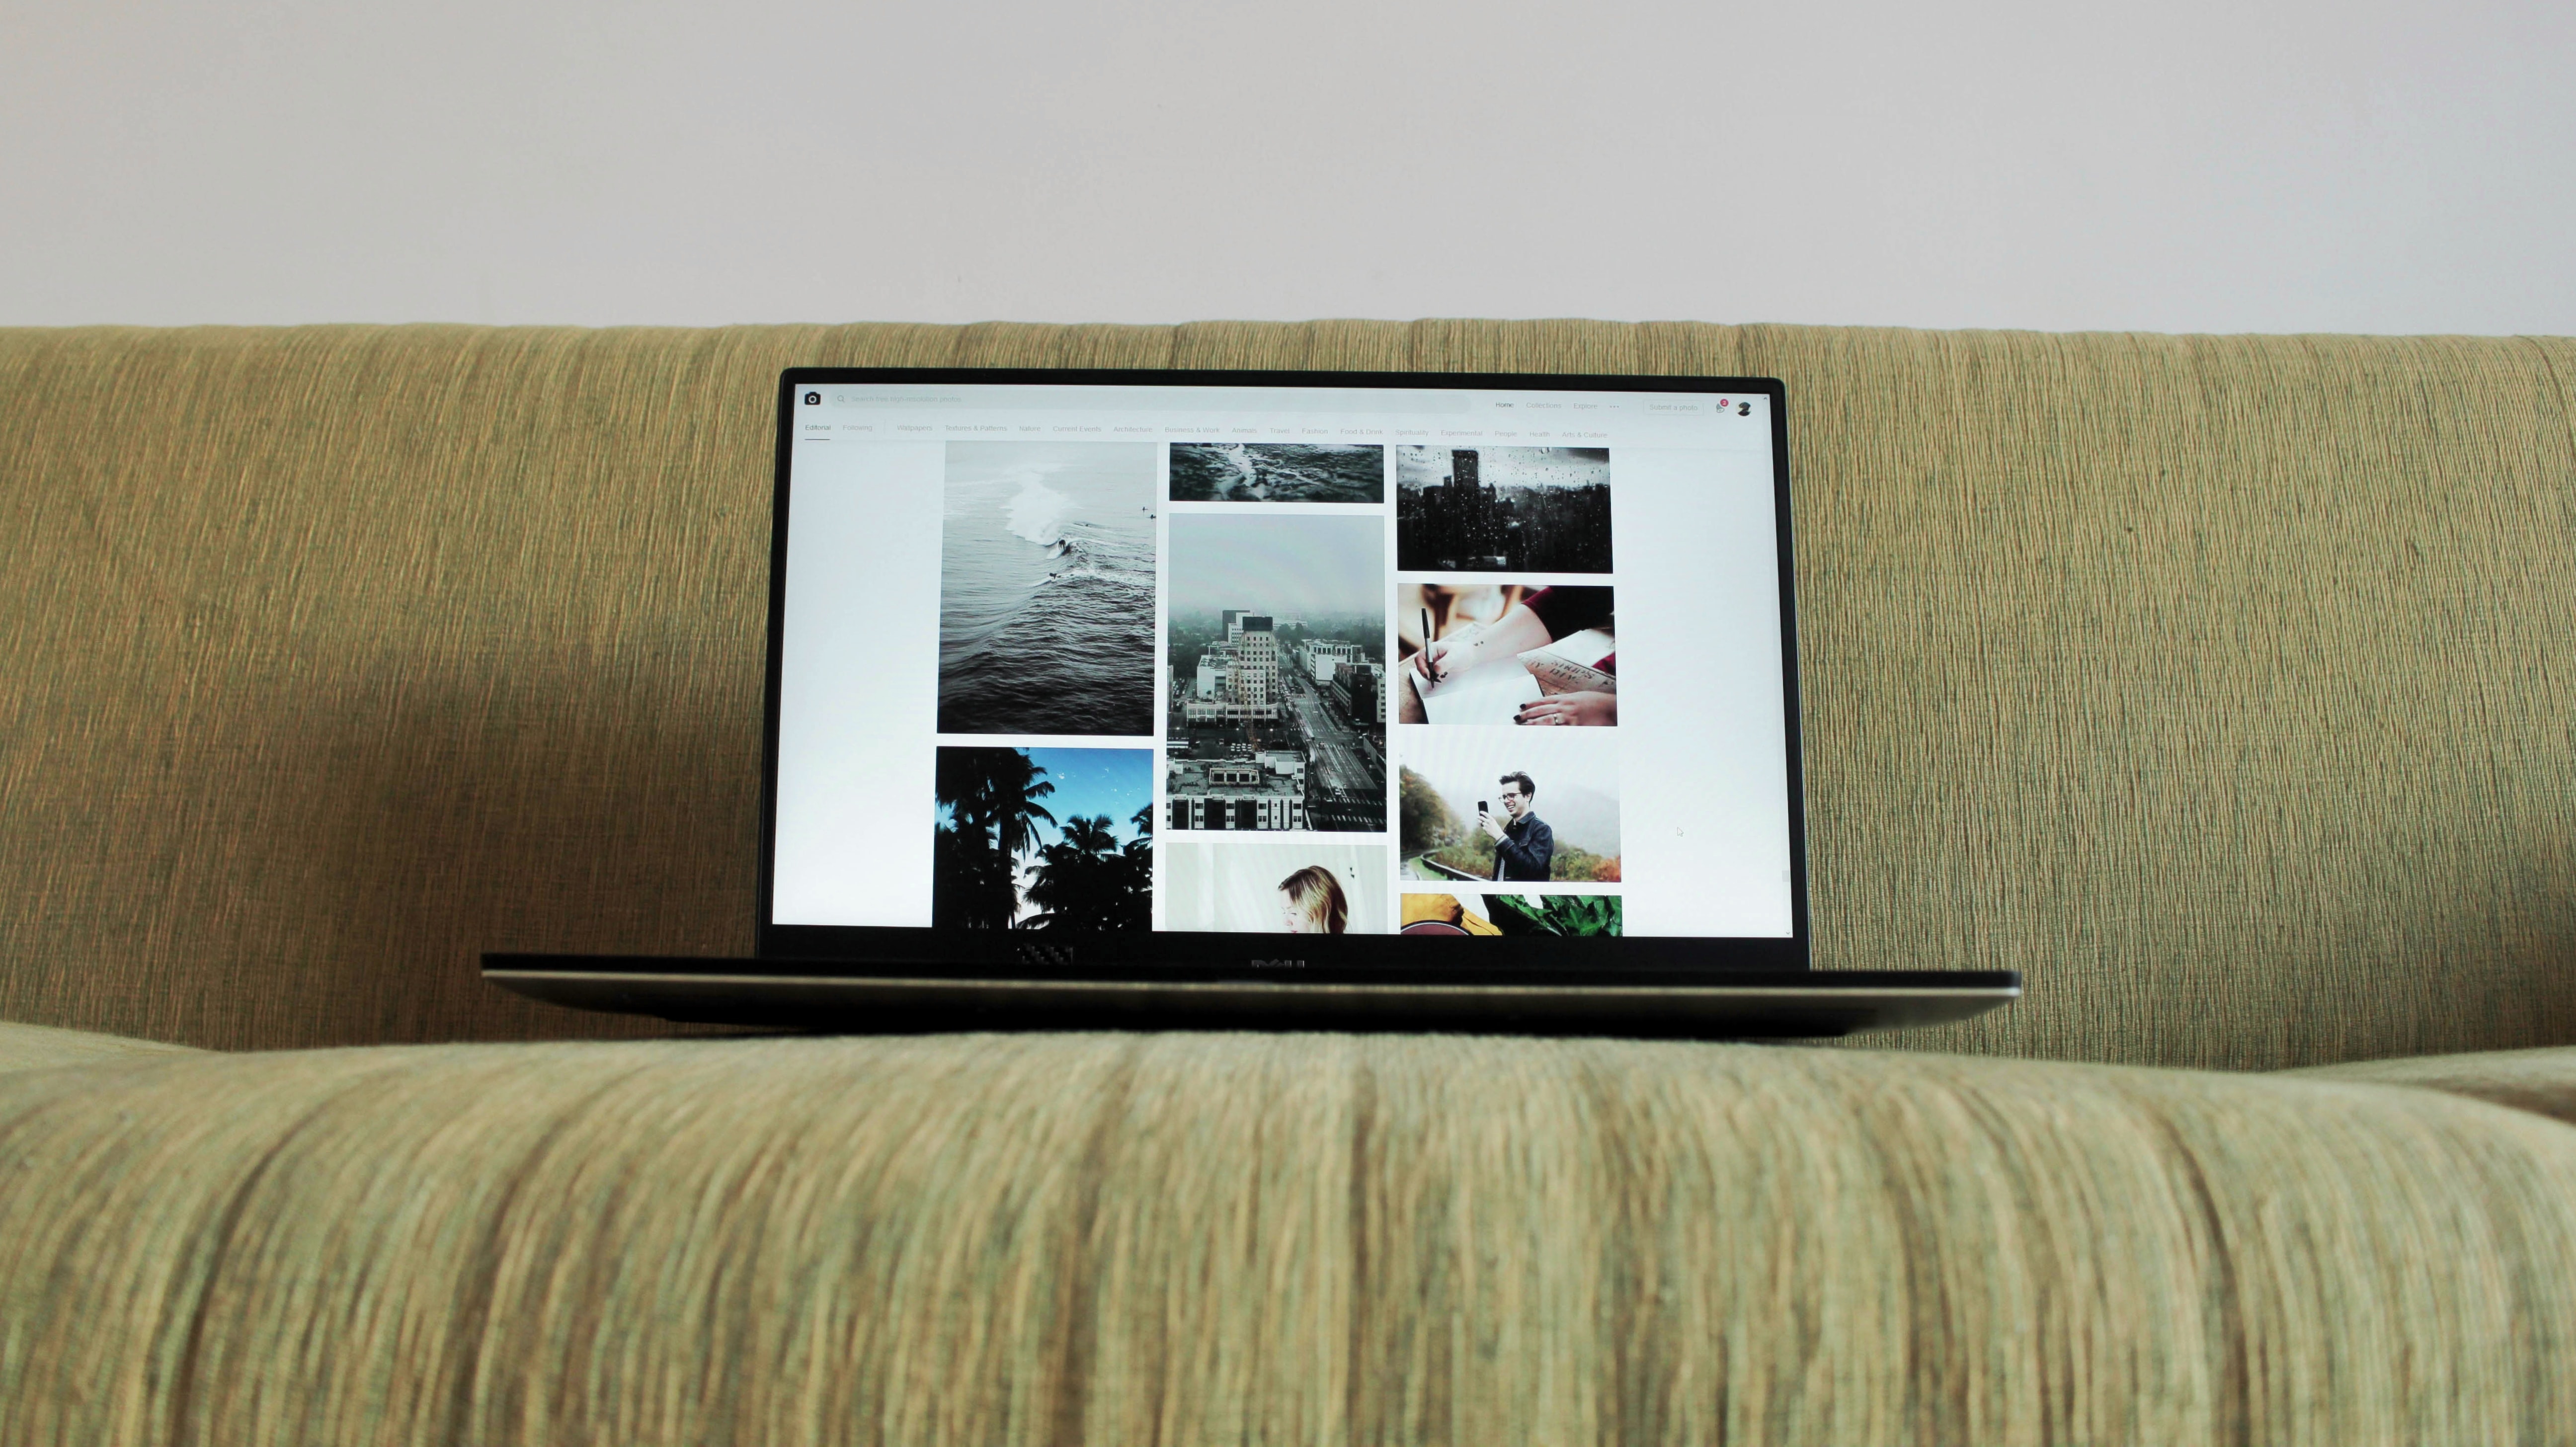 Search free high-resolution photos
Home Collections Explore ··· Submit a photo 2
Editorial Following Wallpapers Textures & Patterns Nature Current Events Architecture Business & Work Animals Travel Fashion Food & Drink Spirituality Experimental People Health Arts & Culture
DELL